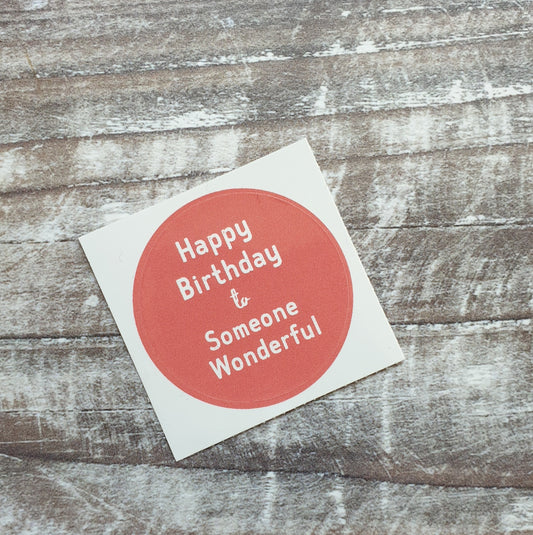 Happy
Birthday
to
Someone
Wonderful